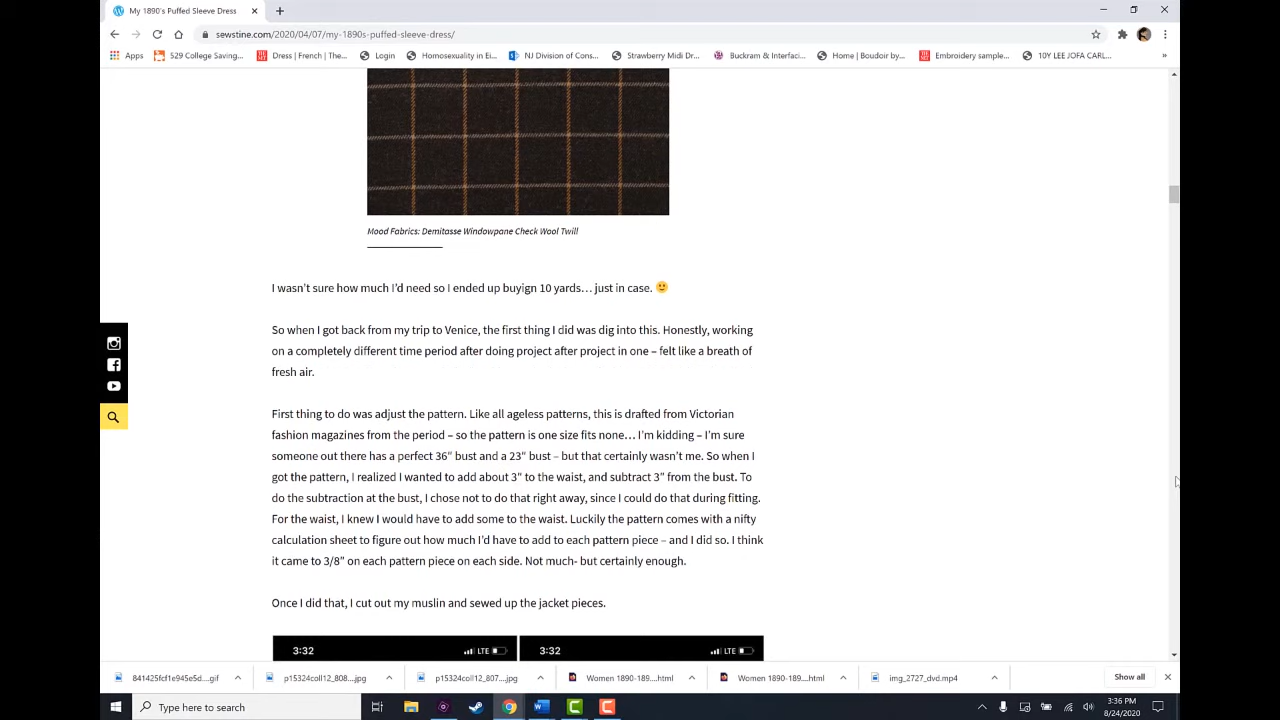 My 1890's Puffed Sleeve Dress
sewstine.com/2020/04/07/my-1890s-puffed-sleeve-dress/
Apps 529 College Saving... Dress | French | The... Login Homosexuality in Ei... NJ Division of Cons... Strawberry Midi Dr... Buckram & Interfaci... Home | Boudoir by... Embroidery sample... 10Y LEE JOFA CARL... »
Mood Fabrics: Demitasse Windowpane Check Wool Twill
I wasn't sure how much I'd need so I ended up buyign 10 yards… just in case. 🙂
So when I got back from my trip to Venice, the first thing I did was dig into this. Honestly, working
on a completely different time period after doing project after project in one – felt like a breath of
fresh air.
First thing to do was adjust the pattern. Like all ageless patterns, this is drafted from Victorian
fashion magazines from the period – so the pattern is one size fits none… I'm kidding – I'm sure
someone out there has a perfect 36" bust and a 23" bust – but that certainly wasn't me. So when I
got the pattern, I realized I wanted to add about 3" to the waist, and subtract 3" from the bust. To
do the subtraction at the bust, I chose not to do that right away, since I could do that during fitting.
For the waist, I knew I would have to add some to the waist. Luckily the pattern comes with a nifty
calculation sheet to figure out how much I'd have to add to each pattern piece – and I did so. I think
it came to 3/8" on each pattern piece on each side. Not much- but certainly enough.
Once I did that, I cut out my muslin and sewed up the jacket pieces.
3:32 LTE 3:32 LTE
841425fcf1e945e5d....gif p15324coll12_808....jpg p15324coll12_807....jpg Women 1890-189....html Women 1890-189....html img_2727_dvd.mp4 Show all
Type here to search
3:36 PM
8/24/2020